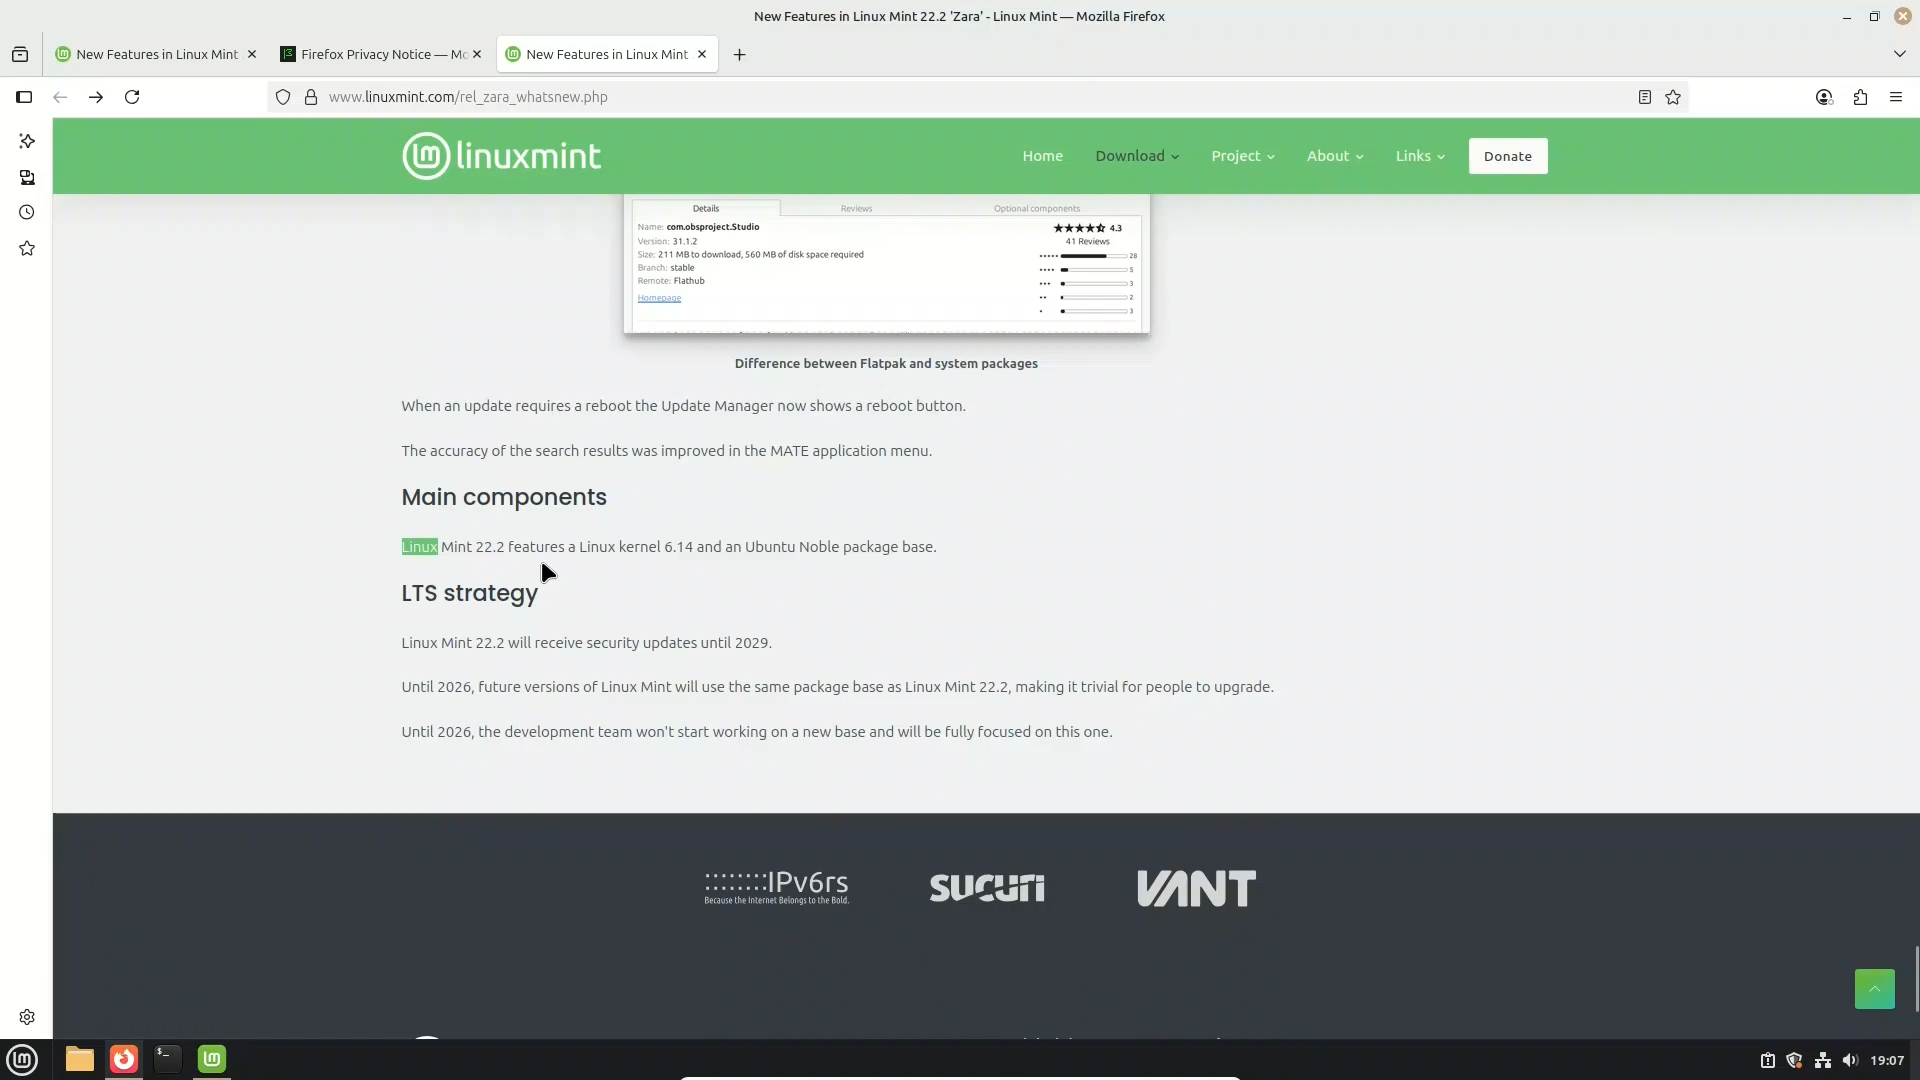 New Features in Linux Mint 22.2 'Zara' - Linux Mint — Mozilla Firefox
New Features in Linux Mint
Firefox Privacy Notice — Mo
New Features in Linux Mint
www.linuxmint.com/rel_zara_whatsnew.php
linuxmint
Home
Download
Project
About
Links
Donate
Details
Reviews
Optional components
Name: com.obsproject.Studio
4.3
Version: 31.1.2
41 Reviews
Size: 211 MB to download, 560 MB of disk space required
28
Branch: stable
5
Remote: Flathub
3
Homepage
2
3
Difference between Flatpak and system packages
When an update requires a reboot the Update Manager now shows a reboot button.
The accuracy of the search results was improved in the MATE application menu.
Main components
Linux Mint 22.2 features a Linux kernel 6.14 and an Ubuntu Noble package base.
LTS strategy
Linux Mint 22.2 will receive security updates until 2029.
Until 2026, future versions of Linux Mint will use the same package base as Linux Mint 22.2, making it trivial for people to upgrade.
Until 2026, the development team won't start working on a new base and will be fully focused on this one.
IPv6rs
Because the Internet Belongs to the Bold.
sucuri
VANT
19:07